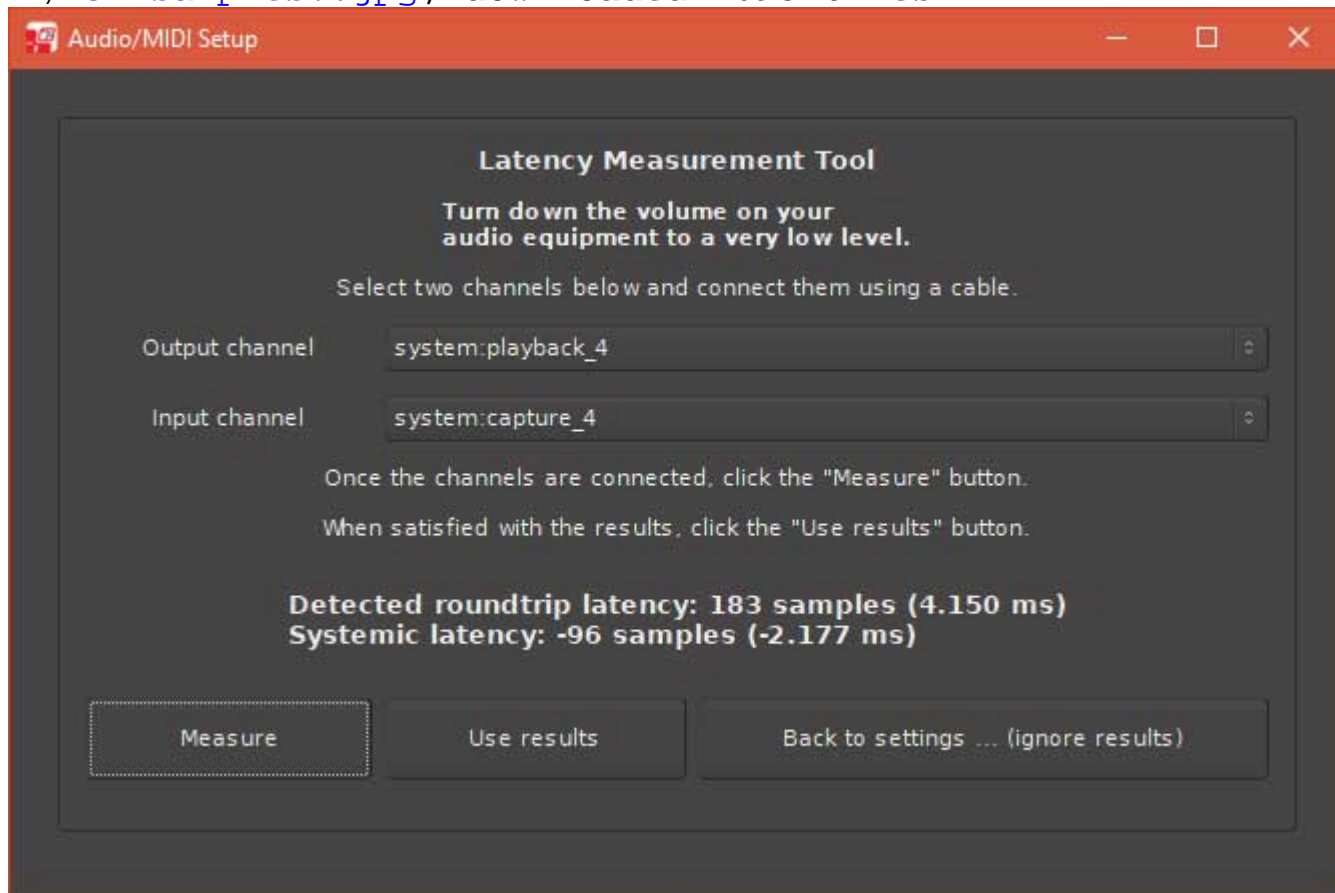 Audio/MIDI Setup
Latency Measurement Tool
Turn down the volume on your
audio equipment to a very low level.
Select two channels below and connect them using a cable.
Output channel system:playback_4
Input channel system:capture_4
Once the channels are connected, click the "Measure" button.
When satisfied with the results, click the "Use results" button.
Detected roundtrip latency: 183 samples (4.150 ms)
Systemic latency: -96 samples (-2.177 ms)
Measure Use results Back to settings ... (ignore results)